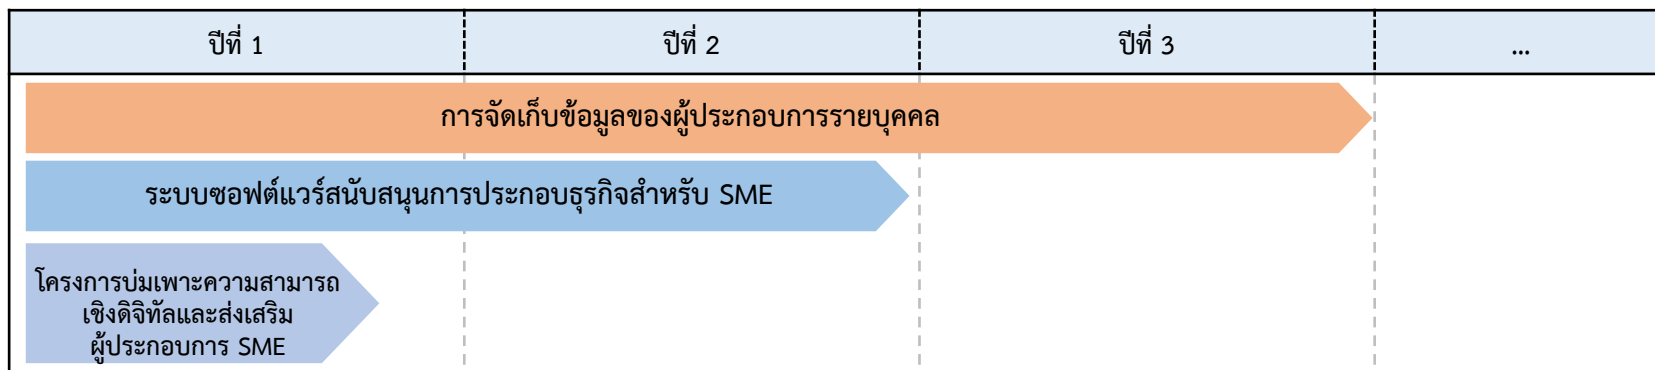 ปีที่ 1
ปีที่ 2
ปีที่ 3
...
การจัดเก็บข้อมูลของผู้ประกอบการรายบุคคล
ระบบซอฟต์แวร์สนับสนุนการประกอบธุรกิจสำหรับ SME
โครงการบ่มเพาะความสามารถ
เชิงดิจิทัลและส่งเสริม
ผู้ประกอบการ SME